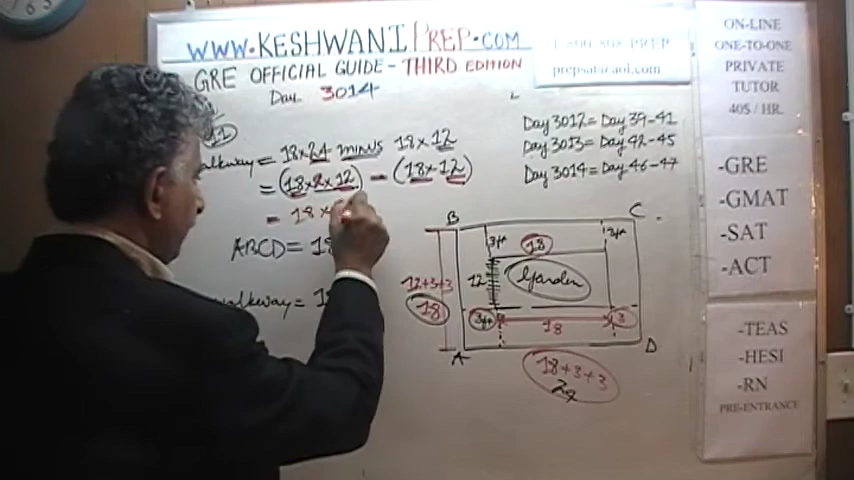 WWW.KESHWANIPREP.COM
GRE OFFICIAL GUIDE - THIRD EDITION
Day 3014
prepsat@aol.com
11
Day 3012 = Day 39-41
Day 3013 = Day 42-45
Day 3014 = Day 46-47
walkway = 18×24 minus 18×12
= (18×2×12) - (18×12)
= 18×
ABCD = 18
walkway = 1
B
C
3ft
18
3ft
12
Garden
12+3+3
18
3ft
18
3
A
D
18+3+3
24
ON-LINE
ONE-TO-ONE
PRIVATE
TUTOR
40$ / HR.
-GRE
-GMAT
-SAT
-ACT
-TEAS
-HESI
-RN
PRE-ENTRANCE